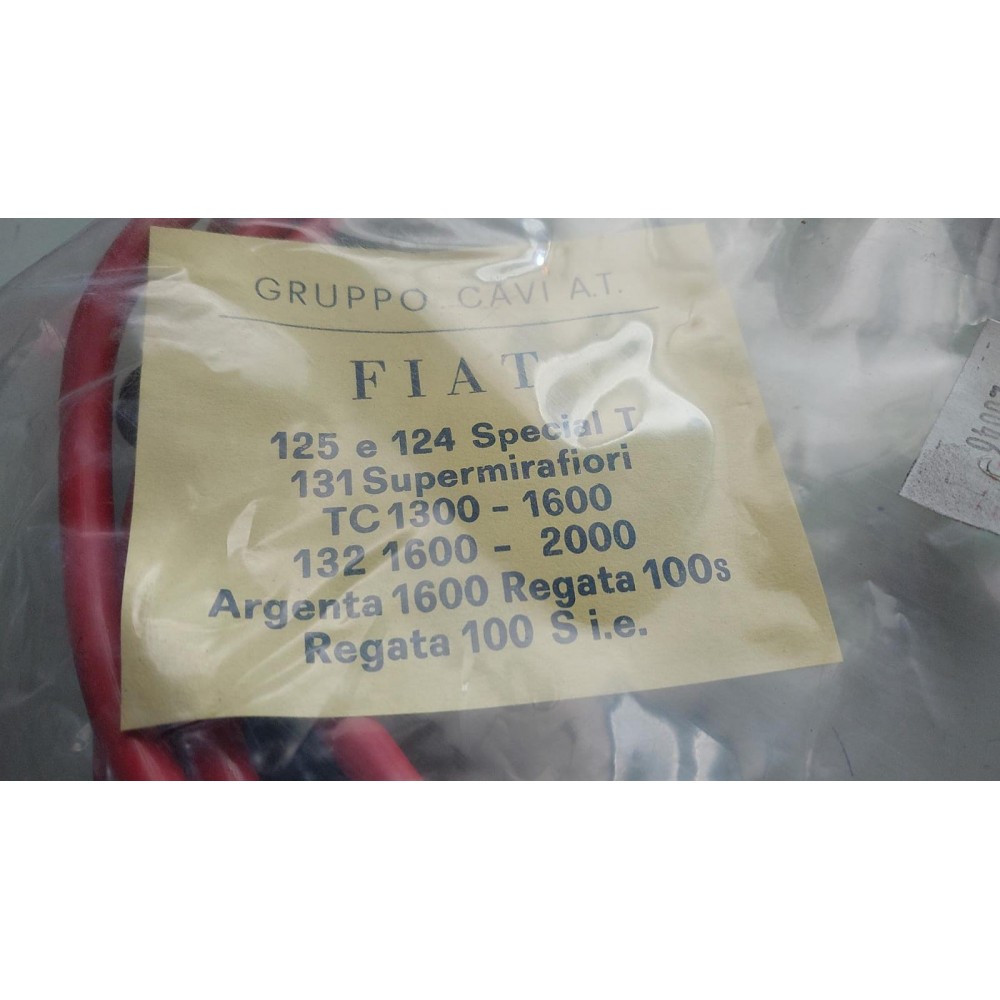 GRUPPO CAVI A.T.
FIAT
125 e 124 Special T
131 Supermirafiori
TC 1300 - 1600
132 1600 - 2000
Argenta 1600 Regata 100s
Regata 100 S i.e.